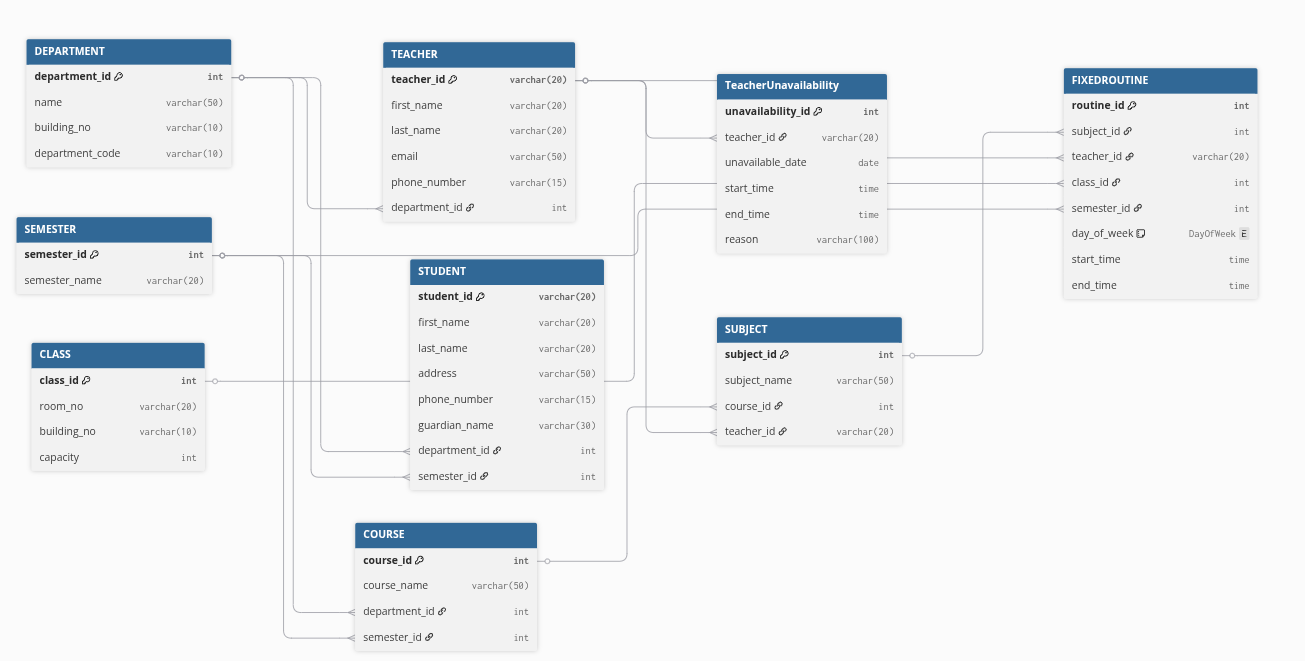 DEPARTMENT
department_id int
name varchar(50)
building_no varchar(10)
department_code varchar(10)
TEACHER
teacher_id varchar(20)
first_name varchar(20)
last_name varchar(20)
email varchar(50)
phone_number varchar(15)
department_id int
TeacherUnavailability
unavailability_id int
teacher_id varchar(20)
unavailable_date date
start_time time
end_time time
reason varchar(100)
FIXEDROUTINE
routine_id int
subject_id int
teacher_id varchar(20)
class_id int
semester_id int
day_of_week DayOfWeek E
start_time time
end_time time
SEMESTER
semester_id int
semester_name varchar(20)
STUDENT
student_id varchar(20)
first_name varchar(20)
last_name varchar(20)
address varchar(50)
phone_number varchar(15)
guardian_name varchar(30)
department_id int
semester_id int
SUBJECT
subject_id int
subject_name varchar(50)
course_id int
teacher_id varchar(20)
CLASS
class_id int
room_no varchar(20)
building_no varchar(10)
capacity int
COURSE
course_id int
course_name varchar(50)
department_id int
semester_id int